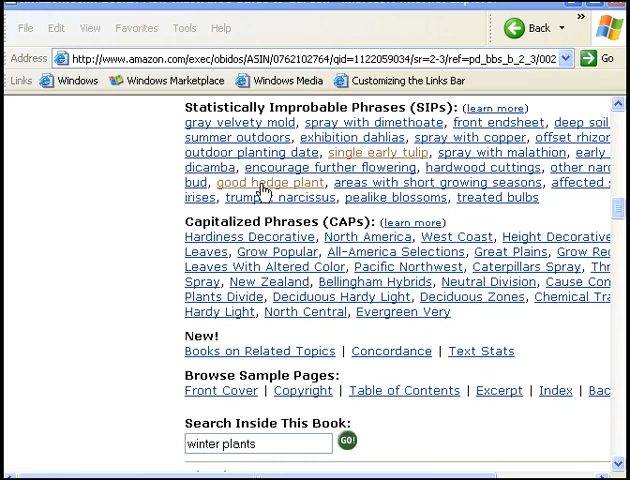 File Edit View Favorites Tools Help Back
Address http://www.amazon.com/exec/obidos/ASIN/0762102764/qid=1122059034/sr=2-3/ref=pd_bbs_b_2_3/002 Go
Links Windows Windows Marketplace Windows Media Customizing the Links Bar
Statistically Improbable Phrases (SIPs): (learn more)
gray velvety mold, spray with dimethoate, front endsheet, deep soil
summer outdoors, exhibition dahlias, spray with copper, offset rhizor
outdoor planting date, single early tulip, spray with malathion, early
dicamba, encourage further flowering, hardwood cuttings, other nar
bud, good hedge plant, areas with short growing seasons, affected s
irises, narcissus, pealike blossoms, treated bulbs
Capitalized Phrases (CAPs): (learn more)
Hardiness Decorative, North America, West Coast, Height Decorative
Leaves, Grow Popular, All-America Selections, Great Plains, Grow Rec
Leaves With Altered Color, Pacific Northwest, Caterpillars Spray, Thr
Spray, New Zealand, Bellingham Hybrids, Neutral Division, Cause Con
Plants Divide, Deciduous Hardy Light, Deciduous Zones, Chemical Tra
Hardy Light, North Central, Evergreen Very
New!
Books on Related Topics | Concordance | Text Stats
Browse Sample Pages:
Front Cover | Copyright | Table of Contents | Excerpt | Index | Bac
Search Inside This Book:
winter plants GO!